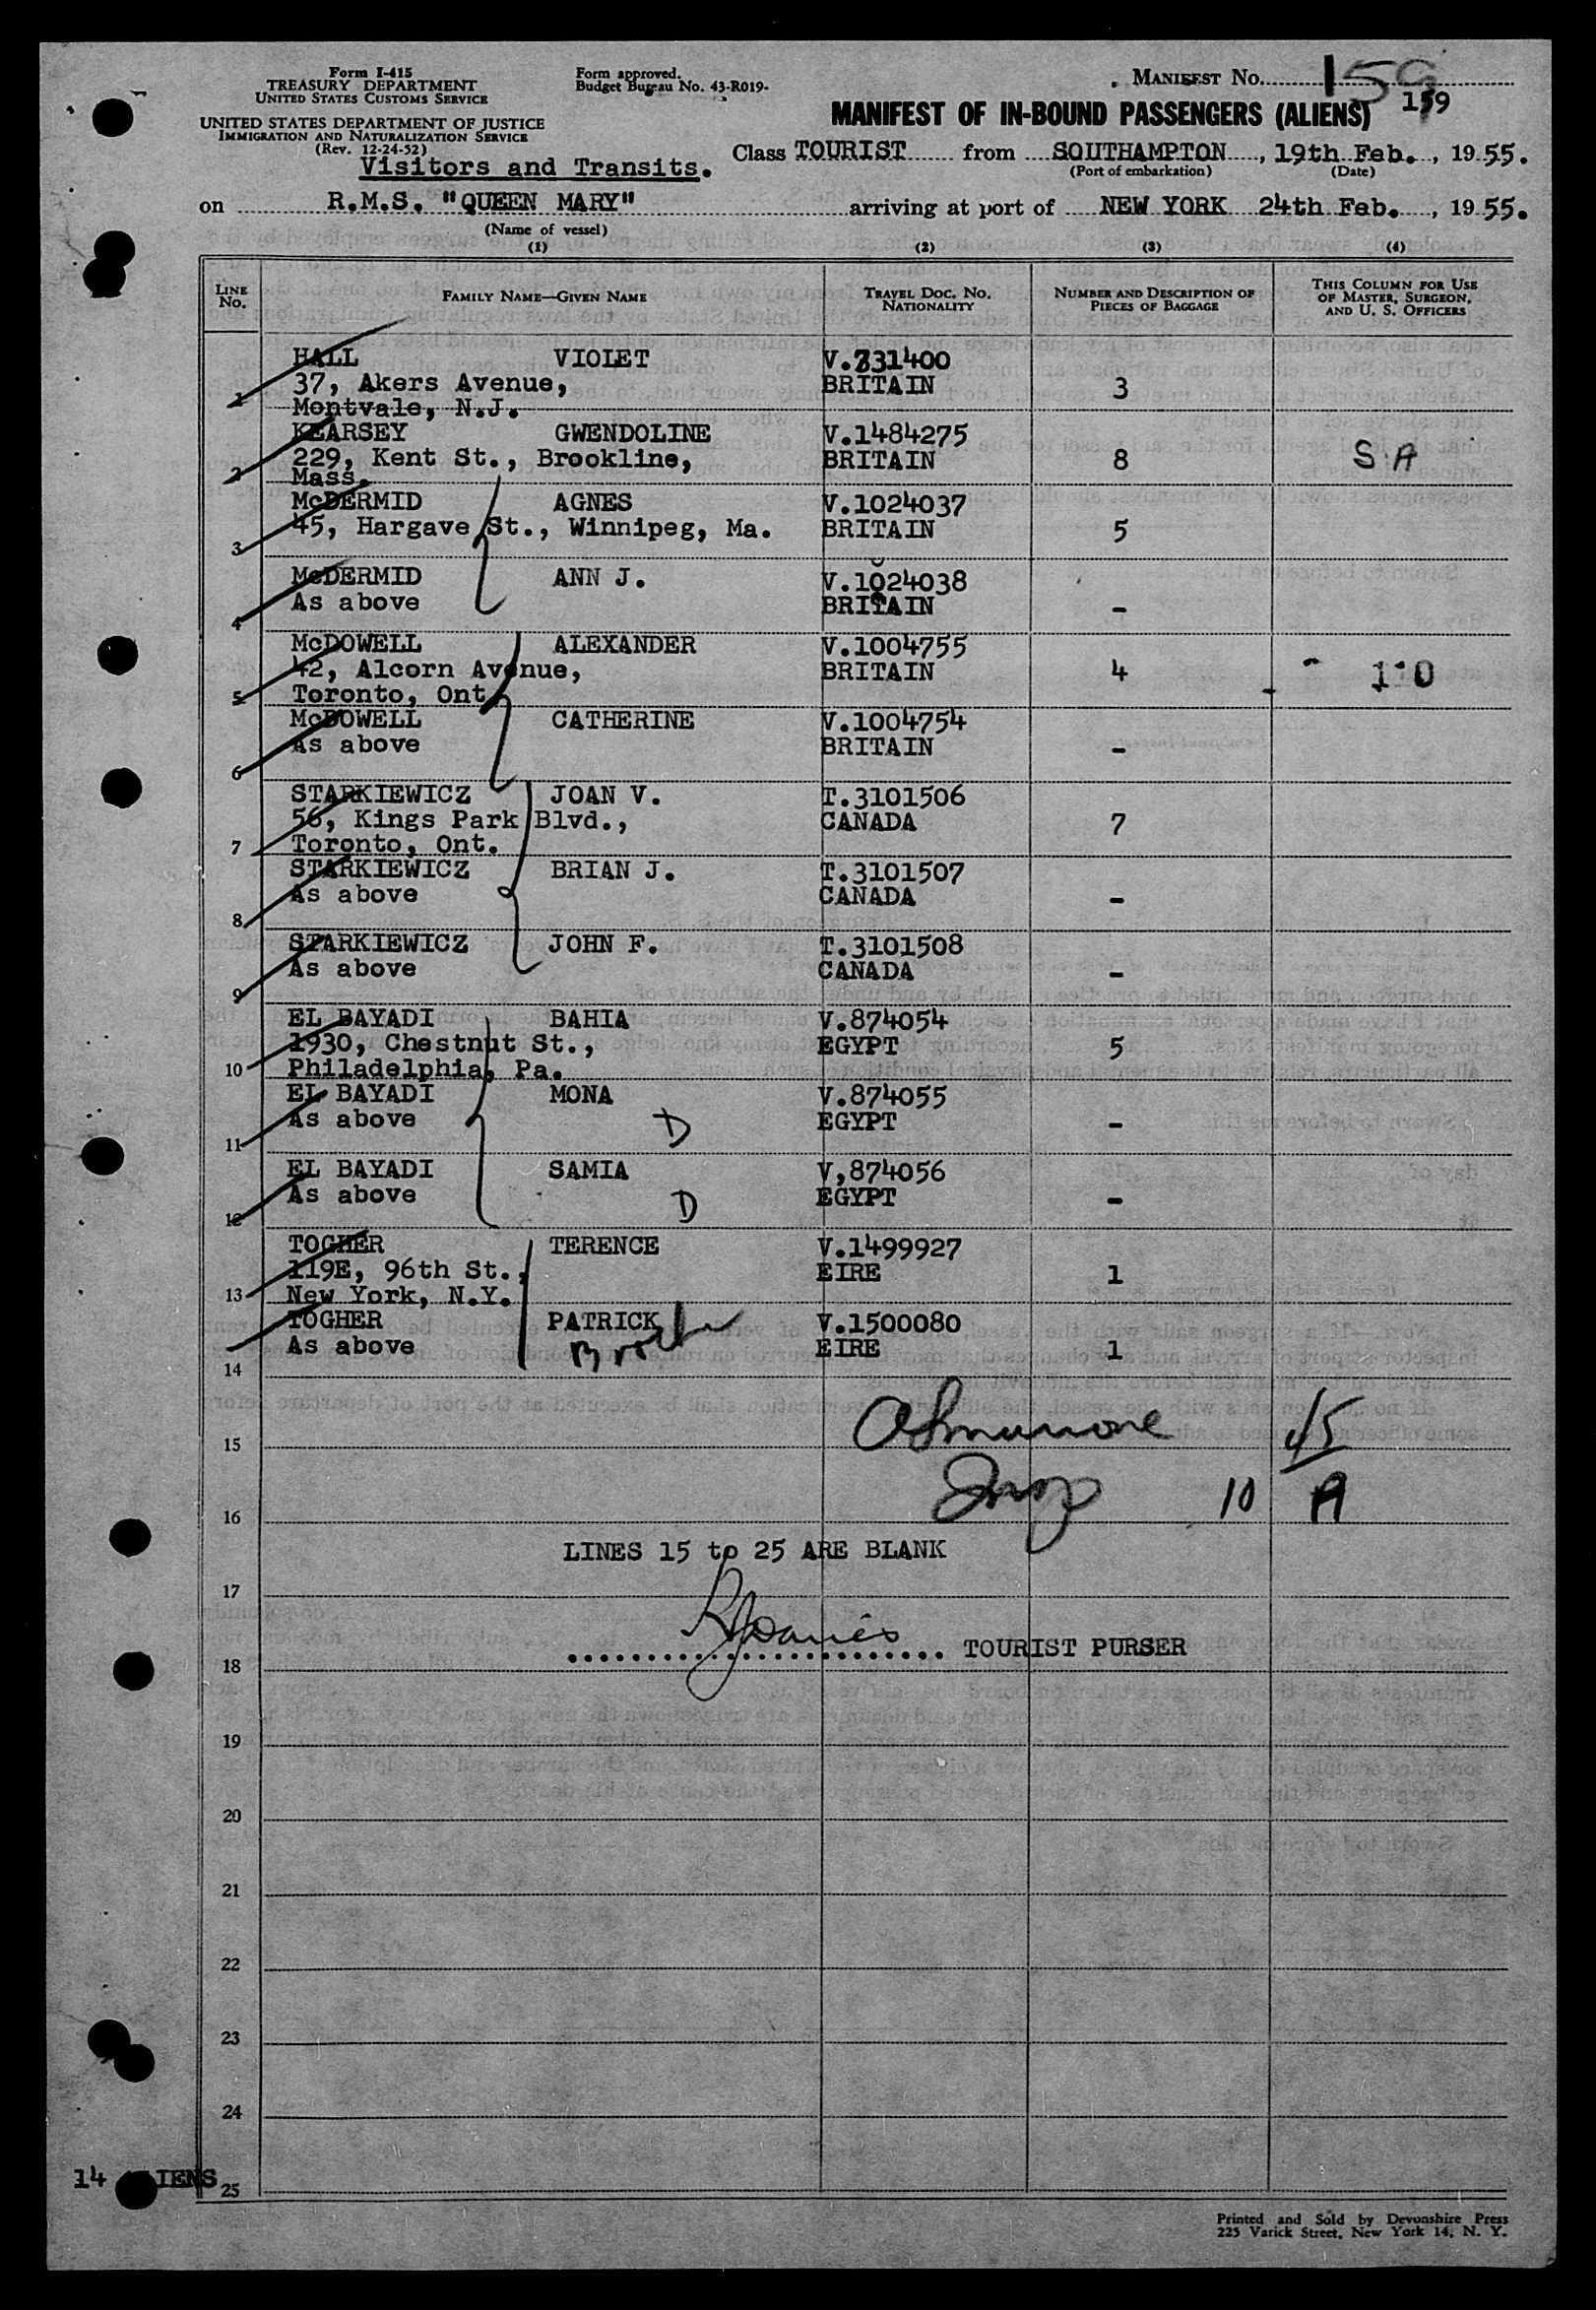 Form I-415
TREASURY DEPARTMENT
UNITED STATES CUSTOMS SERVICE
UNITED STATES DEPARTMENT OF JUSTICE
IMMIGRATION AND NATURALIZATION SERVICE
(Rev. 12-24-52)
Visitors and Transits.
Form approved.
Budget Bureau No. 43-R019-
MANIFEST No. 159
159
MANIFEST OF IN-BOUND PASSENGERS (ALIENS)
Class TOURIST from SOUTHAMPTON, 19th Feb., 1955.
(Port of embarkation) (Date)
on R.M.S. "QUEEN MARY" arriving at port of NEW YORK 24th Feb., 1955.
(Name of vessel)
(1) (2) (3) (4)
LINE No. FAMILY NAME—GIVEN NAME TRAVEL DOC. NO. NATIONALITY NUMBER AND DESCRIPTION OF PIECES OF BAGGAGE THIS COLUMN FOR USE OF MASTER, SURGEON, AND U. S. OFFICERS
HALL VIOLET V.731400
1 37, Akers Avenue, BRITAIN 3
Montvale, N.J.
KEARSEY GWENDOLINE V.1484275
2 229, Kent St., Brookline, BRITAIN 8 S A
Mass.
McDERMID AGNES V.1024037
3 45, Hargave St., Winnipeg, Ma. BRITAIN 5
McDERMID ANN J. V.1024038
4 As above BRITAIN -
McDOWELL ALEXANDER V.1004755
5 42, Alcorn Avenue, BRITAIN 4 110
Toronto, Ont.
McDOWELL CATHERINE V.1004754
6 As above BRITAIN -
STARKIEWICZ JOAN V. T.3101506
7 56, Kings Park Blvd., CANADA 7
Toronto, Ont.
STARKIEWICZ BRIAN J. T.3101507
8 As above CANADA -
STARKIEWICZ JOHN F. T.3101508
9 As above CANADA -
EL BAYADI BAHIA V.874054
10 1930, Chestnut St., EGYPT 5
Philadelphia, Pa.
EL BAYADI MONA V.874055
11 As above D EGYPT -
EL BAYADI SAMIA V,874056
12 As above D EGYPT -
TOGHER TERENCE V.1499927
13 119E, 96th St., EIRE 1
New York, N.Y.
TOGHER PATRICK V.1500080
14 As above Brother EIRE 1
15
16 10 A
LINES 15 to 25 ARE BLANK
17
18 TOURIST PURSER
19
20
21
22
23
24
14 ALIENS 25
Printed and Sold by Devonshire Press
225 Varick Street, New York 14, N. Y.